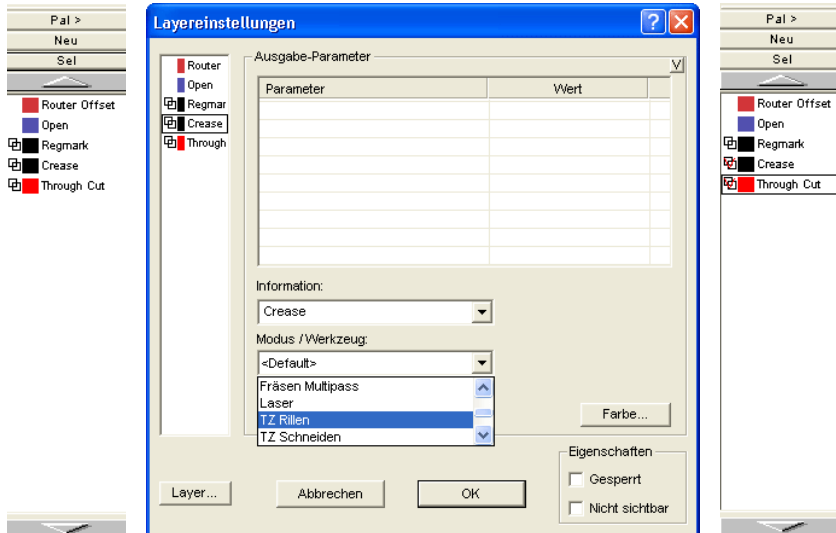 Pal >
Neu
Sel
Router Offset
Open
Regmark
Crease
Through Cut
Layereinstellungen
Router
Open
Regmar
Crease
Through
Ausgabe-Parameter
V
Parameter Wert
Information:
Crease
Modus / Werkzeug:
<Default>
Fräsen Multipass
Laser
TZ Rillen
TZ Schneiden
Farbe...
Eigenschaften
Gesperrt
Nicht sichtbar
Layer...
Abbrechen
OK
Pal >
Neu
Sel
Router Offset
Open
Regmark
Crease
Through Cut